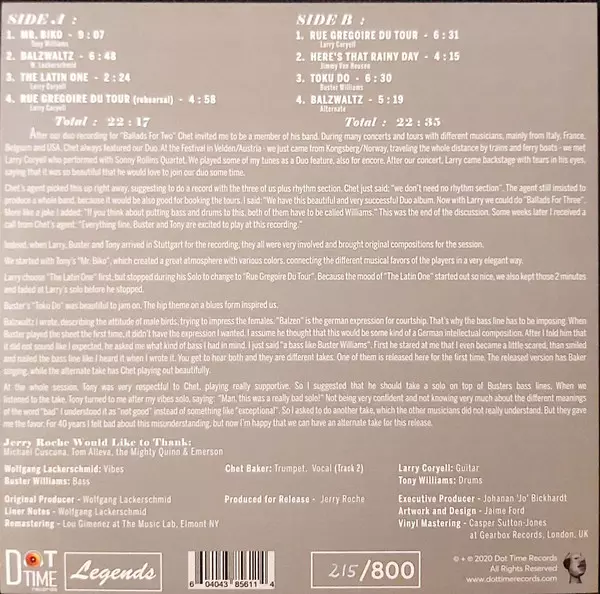 SIDE A :
1. MR. BIKO - 9 : 07
Tony Williams
2. BALZWALTZ - 6 : 48
W. Lackerschmid
3. THE LATIN ONE - 2 : 24
Larry Coryell
4. RUE GREGOIRE DU TOUR (rehersal) - 4 : 58
Larry Coryell
Total : 22 : 17
SIDE B :
1. RUE GREGOIRE DU TOUR - 6 : 31
Larry Coryell
2. HERE'S THAT RAINY DAY - 4 : 15
Jimmy Van Heusen
3. TOKU DO - 6 : 30
Buster Williams
4. BALZWALTZ - 5 : 19
Alternate
Total : 22 : 35
After our duo recording for "Ballads For Two" Chet invited me to be a member of his band. During many concerts and tours with different musicians, mainly from Italy, France,
Belgium and USA, Chet always featured our Duo. At the Festival in Velden/Austria - we just came from Kongsberg/Norway, traveling the whole distance by trains and ferry boats - we met
Larry Coryell who performed with Sonny Rollins Quartet. We played some of my tunes as a Duo feature, also for encore. After our concert, Larry came backstage with tears in his eyes,
saying that it was so beautiful that he would love to join our duo some time.
Chet's agent picked this up right away, suggesting to do a record with the three of us plus rhythm section. Chet just said: "we don't need no rhythm section". The agent still insisted to
produce a whole band, because it would be also good for booking the tours. I said: "We have this beautiful and very successful Duo album. Now with Larry we could do "Ballads For Three".
More like a joke I added: "If you think about putting bass and drums to this, both of them have to be called Williams." This was the end of the discussion. Some weeks later I received a
call from Chet's agent: "Everything fine, Buster and Tony are excited to play at this recording."
Indeed, when Larry, Buster and Tony arrived in Stuttgart for the recording, they all were very involved and brought original compositions for the session.
We started with Tony's "Mr. Biko", which created a great atmosphere with various colors, connecting the different musical favors of the players in a very elegant way.
Larry choose "The Latin One" first, but stopped during his Solo to change to "Rue Gregoire Du Tour". Because the mood of "The Latin One" started out so nice, we also kept those 2 minutes
and faded at Larry's solo before he stopped.
Buster's "Toku Do" was beautiful to jam on. The hip theme on a blues form inspired us.
Balzwaltz i wrote, describing the attitude of male birds, trying to impress the females. "Balzen" is the german expression for courtship. That's why the bass line has to be imposing. When
Buster played the sheet the first time, it didn't have the expression I wanted. I assume he thought that this would be some kind of a German intellectual composition. After I told him that
it did not sound like I expected, he asked me what kind of bass I had in mind. I just said "a bass like Buster Williams". First he stared at me that I even became a little scared, than smiled
and nailed the bass line like I heard it when I wrote it. You get to hear both and they are different takes. One of them is released here for the first time. The released version has Baker
singing, while the alternate take has Chet playing out beautifully.
At the whole session, Tony was very respectful to Chet, playing really supportive. So I suggested that he should take a solo on top of Busters bass lines. When we
listened to the take, Tony turned to me after my vibes solo, saying: "Man, this was a really bad solo!" Not being very confident and not knowing very much about the different meanings
of the word "bad" I understood it as "not good" instead of something like "exceptional". So I asked to do another take, which the other musicians did not really understand. But they gave
me the favor. For 40 years I felt bad about this misunderstanding, but now I'm happy that we can have an alternate take for this release.
Jerry Roche Would Like to Thank:
Michael Cuscuna, Tom Alleva, the Mighty Quinn & Emerson
Wolfgang Lackerschmid: Vibes
Buster Williams: Bass
Chet Baker: Trumpet, Vocal (Track 2)
Larry Coryell: Guitar
Tony Williams: Drums
Original Producer - Wolfgang Lackerschmid
Liner Notes - Wolfgang Lackerschmid
Remastering - Lou Gimenez at The Music Lab, Elmont NY
Produced for Release - Jerry Roche
Executive Producer - Johanan 'Jo' Bickhardt
Artwork and Design - Jaime Ford
Vinyl Mastering - Casper Sutton-Jones
at Gearbox Records, London, UK
DOT
TIME
records
Legends
6 04043 85611 4
215/800
© + ℗ 2020 Dot Time Records
All Rights Reserved
www.dottimerecords.com